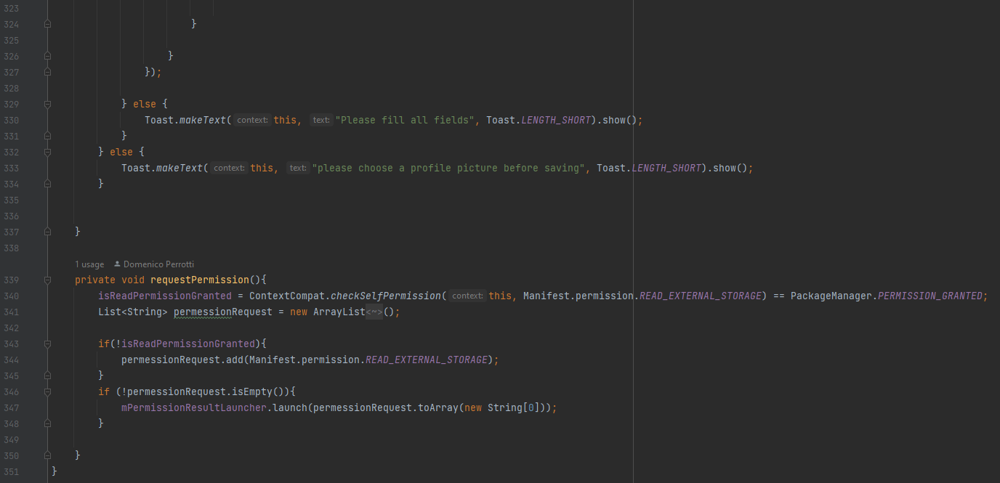 323
324 }
325
326 }
327 });
328
329 } else {
330 Toast.makeText( context: this, text: "Please fill all fields", Toast.LENGTH_SHORT).show();
331 }
332 } else {
333 Toast.makeText( context: this, text: "please choose a profile picture before saving", Toast.LENGTH_SHORT).show();
334 }
335
336
337 }
338
1 usage Domenico Perrotti
339 private void requestPermission(){
340 isReadPermissionGranted = ContextCompat.checkSelfPermission( context: this, Manifest.permission.READ_EXTERNAL_STORAGE) == PackageManager.PERMISSION_GRANTED;
341 List<String> permessionRequest = new ArrayList<~>();
342
343 if(!isReadPermissionGranted){
344 permessionRequest.add(Manifest.permission.READ_EXTERNAL_STORAGE);
345 }
346 if (!permessionRequest.isEmpty()){
347 mPermissionResultLauncher.launch(permessionRequest.toArray(new String[0]));
348 }
349
350 }
351 }